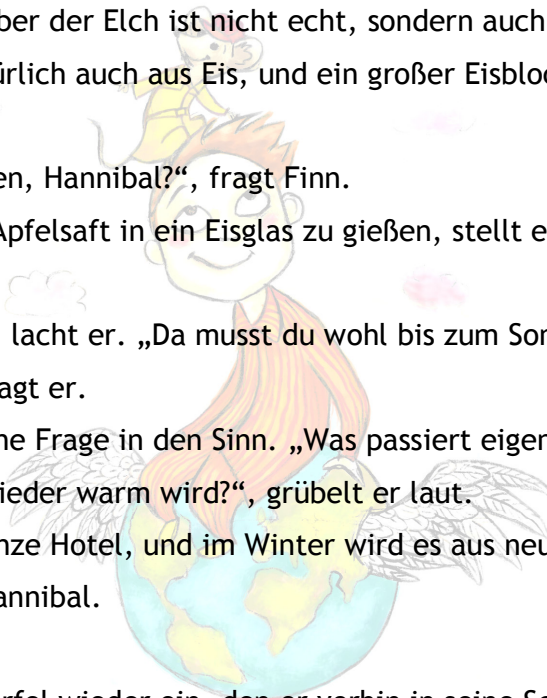 ber der Elch ist nicht echt, sondern auch
ürlich auch aus Eis, und ein großer Eisbloc
en, Hannibal?“, fragt Finn.
Apfelsaft in ein Eisglas zu gießen, stellt e
lacht er. „Da musst du wohl bis zum Son
agt er.
ne Frage in den Sinn. „Was passiert eigen
ieder warm wird?“, grübelt er laut.
nze Hotel, und im Winter wird es aus neu
annibal.